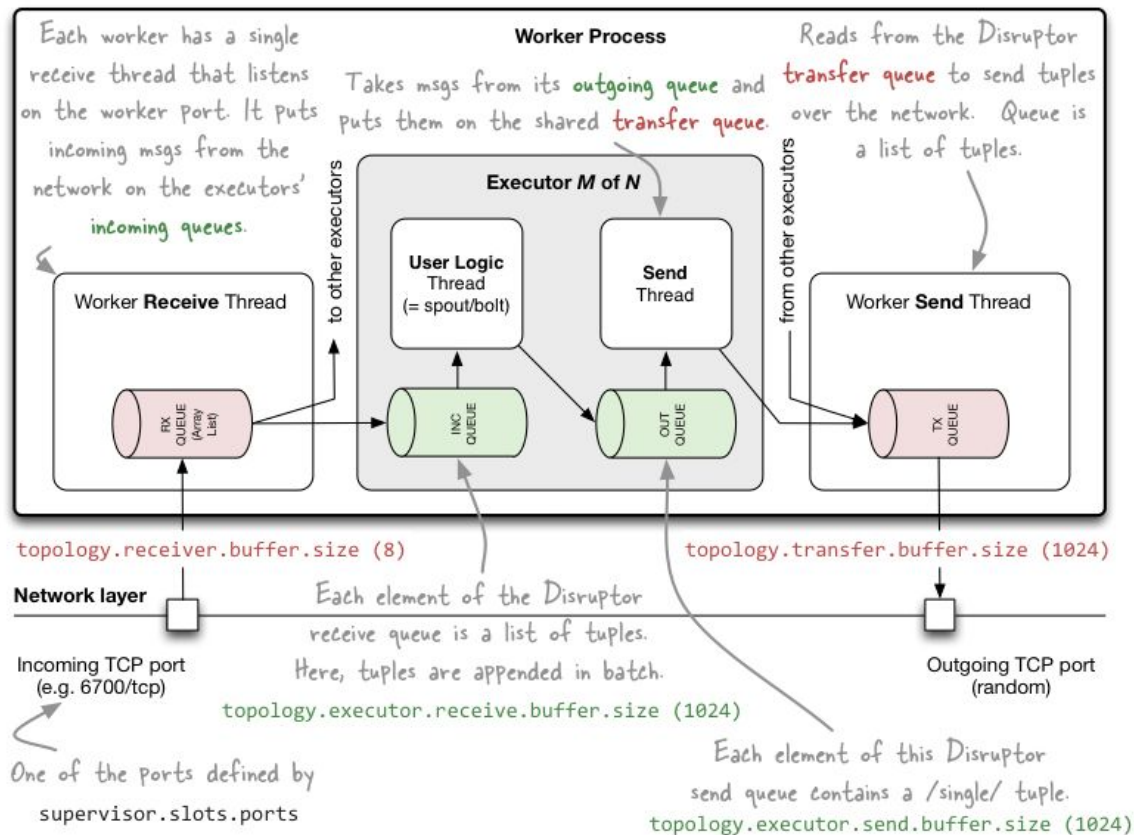 Each worker has a single
receive thread that listens
on the worker port. It puts
incoming msgs from the
network on the executors'
incoming queues.
Worker Process
Takes msgs from its outgoing queue and
puts them on the shared transfer queue.
Reads from the Disruptor
transfer queue to send tuples
over the network. Queue is
a list of tuples.
Worker Receive Thread
RX
QUEUE
(Array
List)
to other executors
Executor M of N
User Logic
Thread
(= spout/bolt)
Send
Thread
INC
QUEUE
OUT
QUEUE
from other executors
Worker Send Thread
TX
QUEUE
topology.receiver.buffer.size (8)
topology.transfer.buffer.size (1024)
Network layer
Each element of the Disruptor
receive queue is a list of tuples.
Here, tuples are appended in batch.
topology.executor.receive.buffer.size (1024)
Incoming TCP port
(e.g. 6700/tcp)
Outgoing TCP port
(random)
One of the ports defined by
supervisor.slots.ports
Each element of this Disruptor
send queue contains a /single/ tuple.
topology.executor.send.buffer.size (1024)